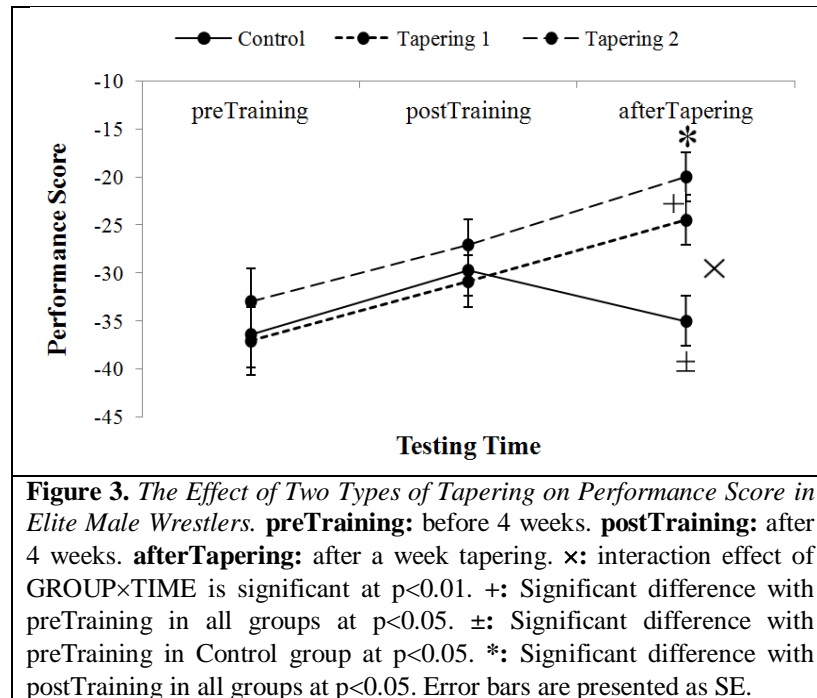 Control Tapering 1 Tapering 2
-10
preTraining postTraining afterTapering
-15
*
-20
+
-25
×
-30
-35
±
-40
-45
Performance Score
Testing Time
Figure 3. The Effect of Two Types of Tapering on Performance Score in
Elite Male Wrestlers. preTraining: before 4 weeks. postTraining: after
4 weeks. afterTapering: after a week tapering. ×: interaction effect of
GROUP×TIME is significant at p<0.01. +: Significant difference with
preTraining in all groups at p<0.05. ±: Significant difference with
preTraining in Control group at p<0.05. *: Significant difference with
postTraining in all groups at p<0.05. Error bars are presented as SE.